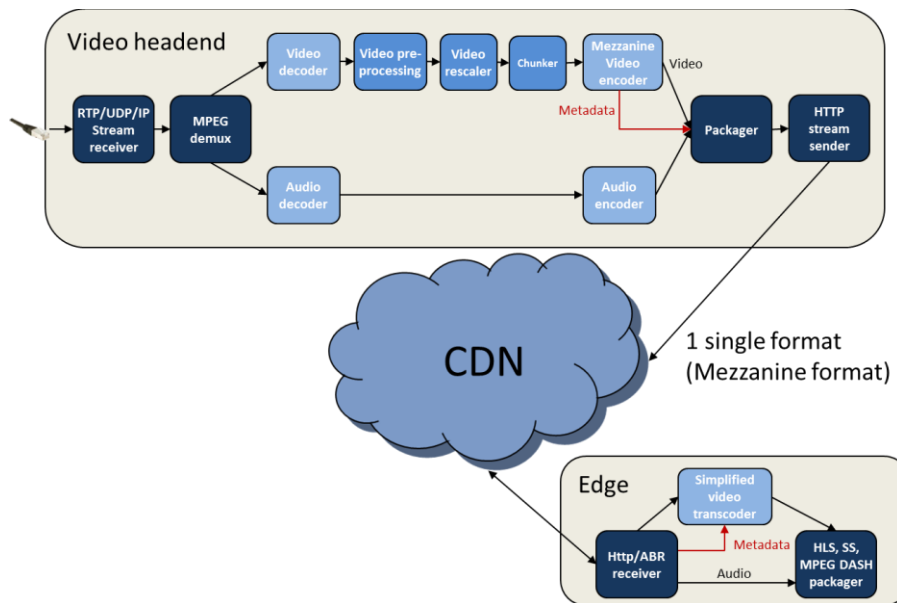 Video headend
Video
decoder
Video pre-
processing
Video
rescaler
Chunker
Mezzanine
Video
encoder
Video
Metadata
RTP/UDP/IP
Stream
receiver
MPEG
demux
Packager
HTTP
stream
sender
Audio
decoder
Audio
encoder
CDN
1 single format
(Mezzanine format)
Edge
Simplified
video
transcoder
Metadata
Http/ABR
receiver
Audio
HLS, SS,
MPEG DASH
packager